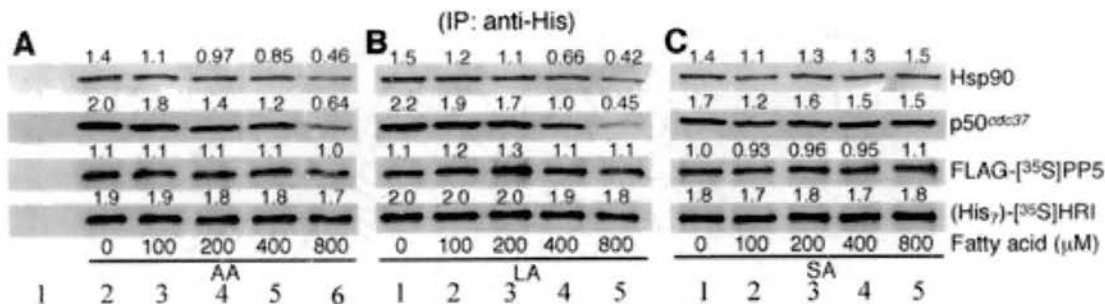 (IP: anti-His)
A B C
1.4 1.1 0.97 0.85 0.46 1.5 1.2 1.1 0.66 0.42 1.4 1.1 1.3 1.3 1.5
Hsp90
2.0 1.8 1.4 1.2 0.64 2.2 1.9 1.7 1.0 0.45 1.7 1.2 1.6 1.5 1.5
p50cdc37
1.1 1.1 1.1 1.1 1.0 1.1 1.2 1.3 1.1 1.1 1.0 0.93 0.96 0.95 1.1
FLAG-[35S]PP5
1.9 1.9 1.8 1.8 1.7 2.0 2.0 2.0 1.9 1.8 1.8 1.7 1.8 1.7 1.8
(His7)-[35S]HRI
0 100 200 400 800 0 100 200 400 800 0 100 200 400 800 Fatty acid (μM)
AA LA SA
1 2 3 4 5 6 1 2 3 4 5 1 2 3 4 5